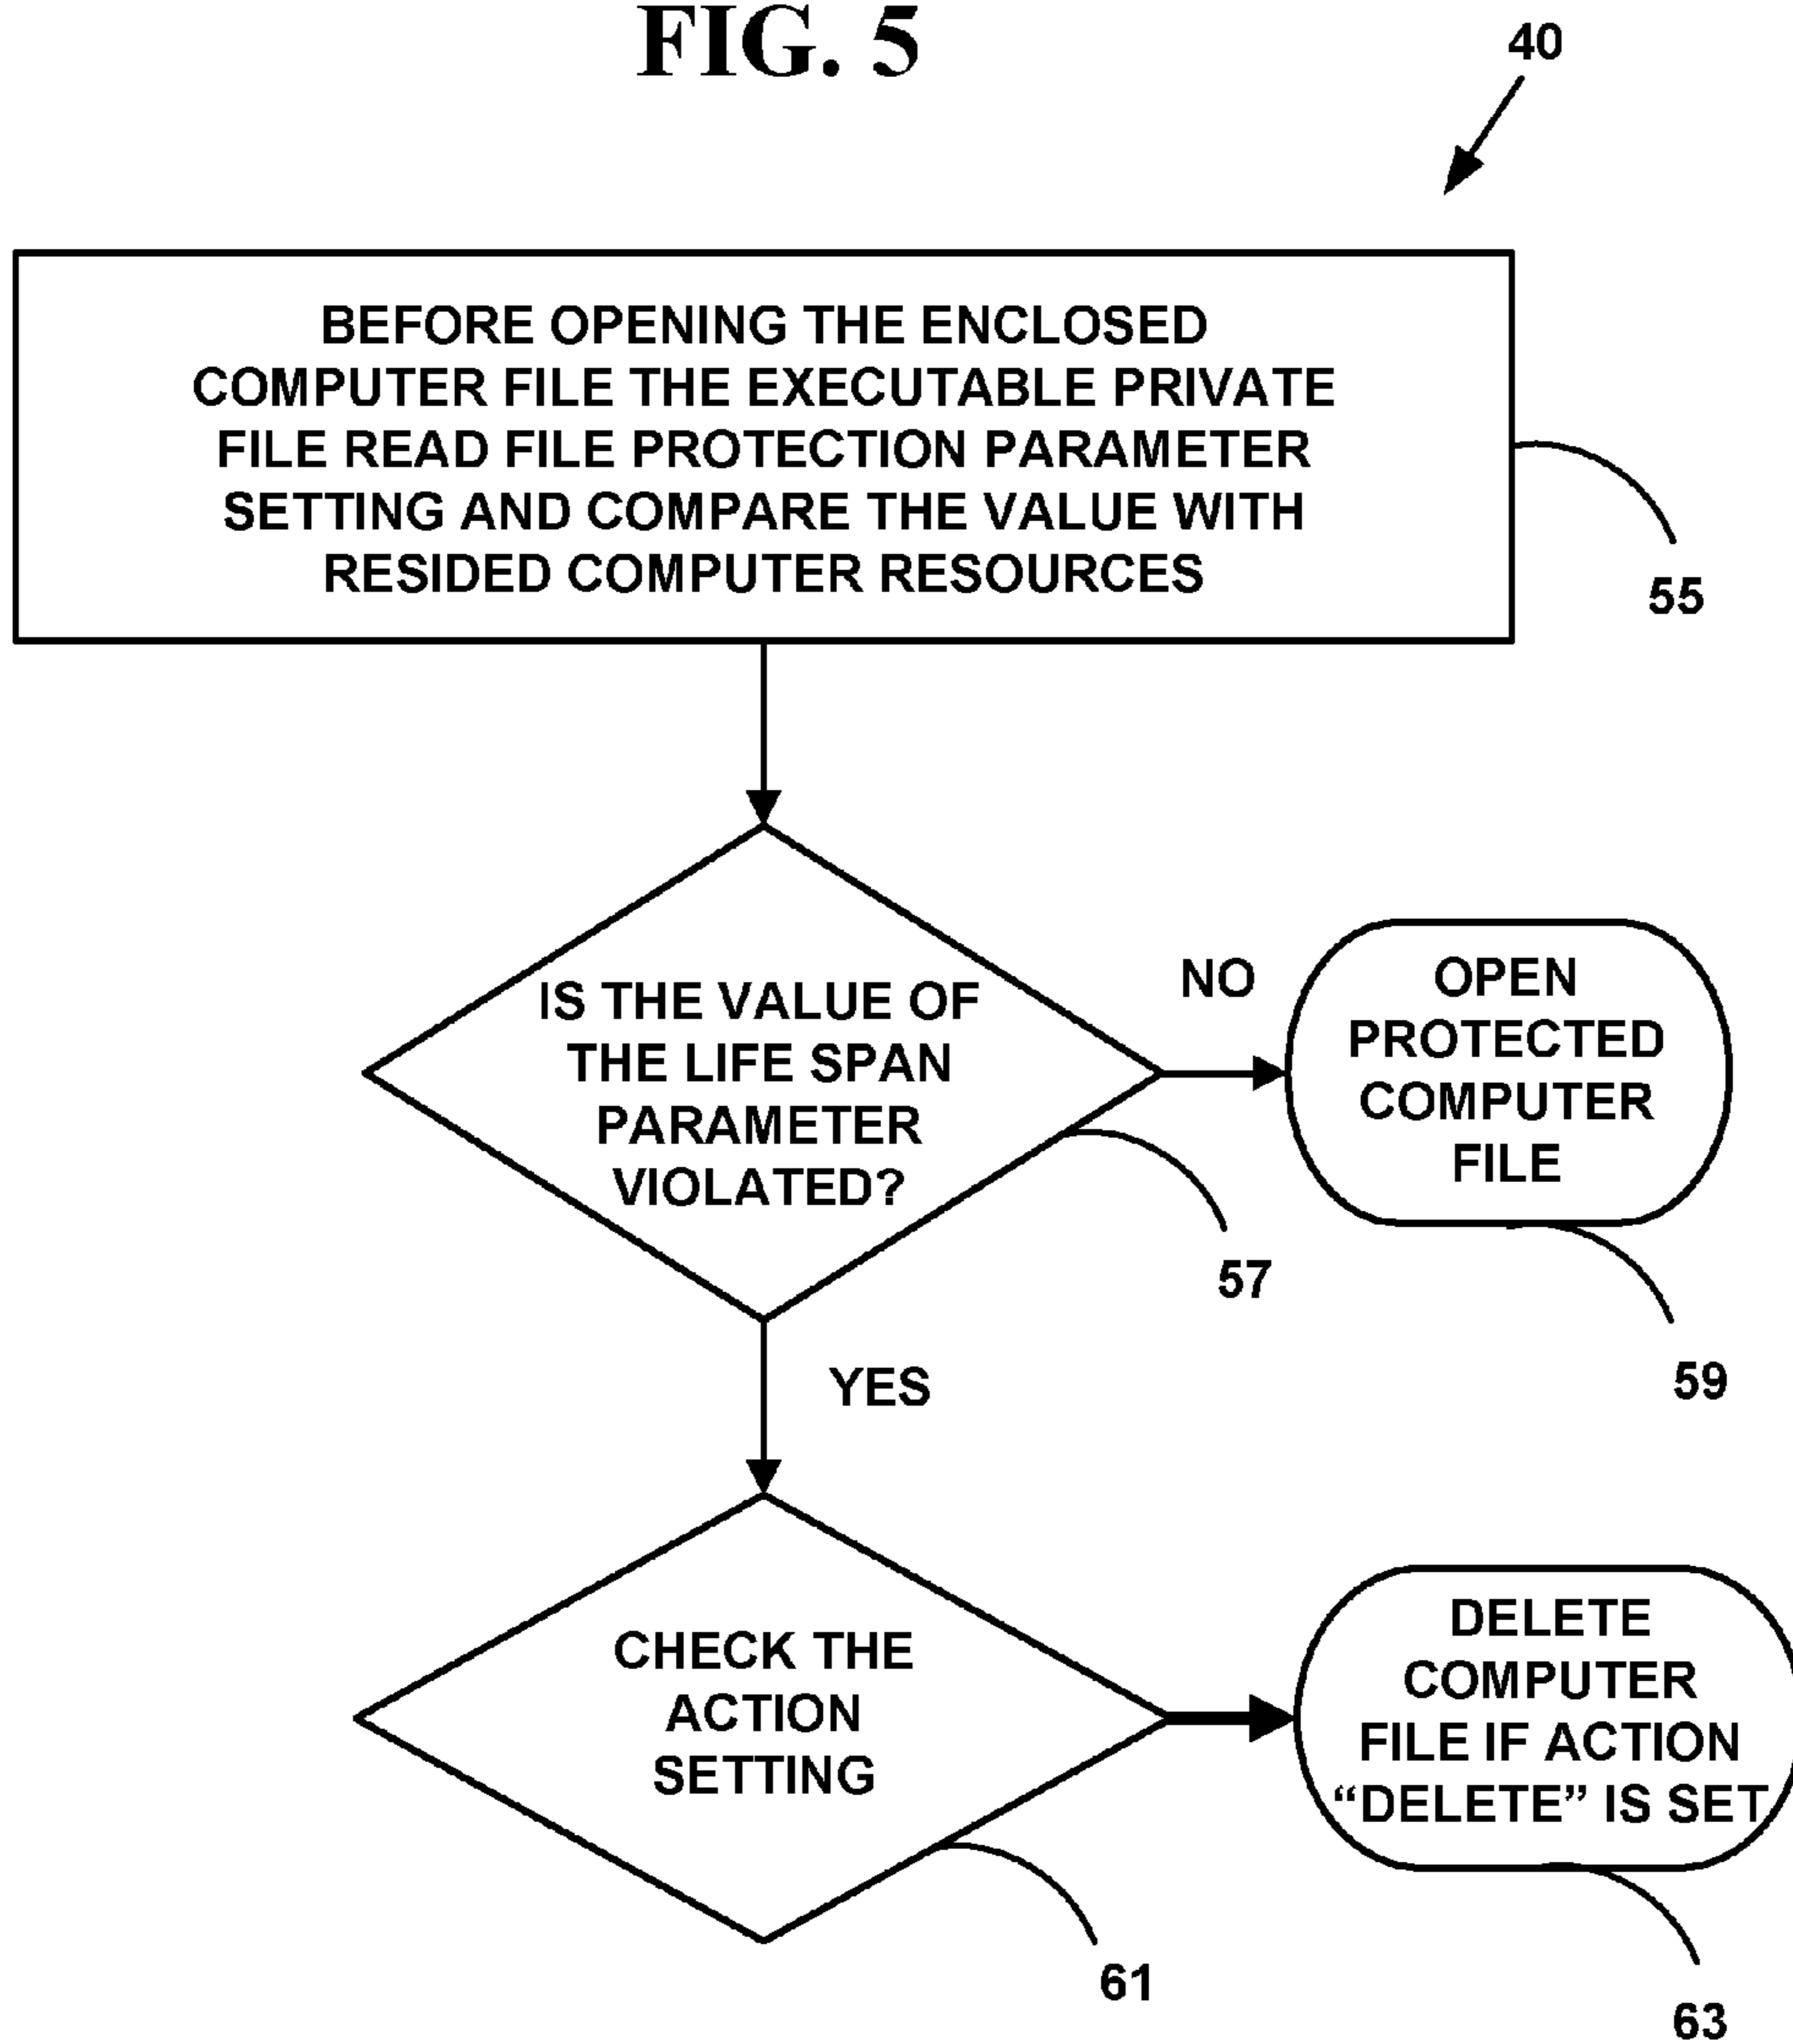 FIG. 5
40
BEFORE OPENING THE ENCLOSED
COMPUTER FILE THE EXECUTABLE PRIVATE
FILE READ FILE PROTECTION PARAMETER
SETTING AND COMPARE THE VALUE WITH
RESIDED COMPUTER RESOURCES
55
IS THE VALUE OF
THE LIFE SPAN
PARAMETER
VIOLATED?
57
NO
OPEN
PROTECTED
COMPUTER
FILE
59
YES
CHECK THE
ACTION
SETTING
61
DELETE
COMPUTER
FILE IF ACTION
“DELETE” IS SET
63